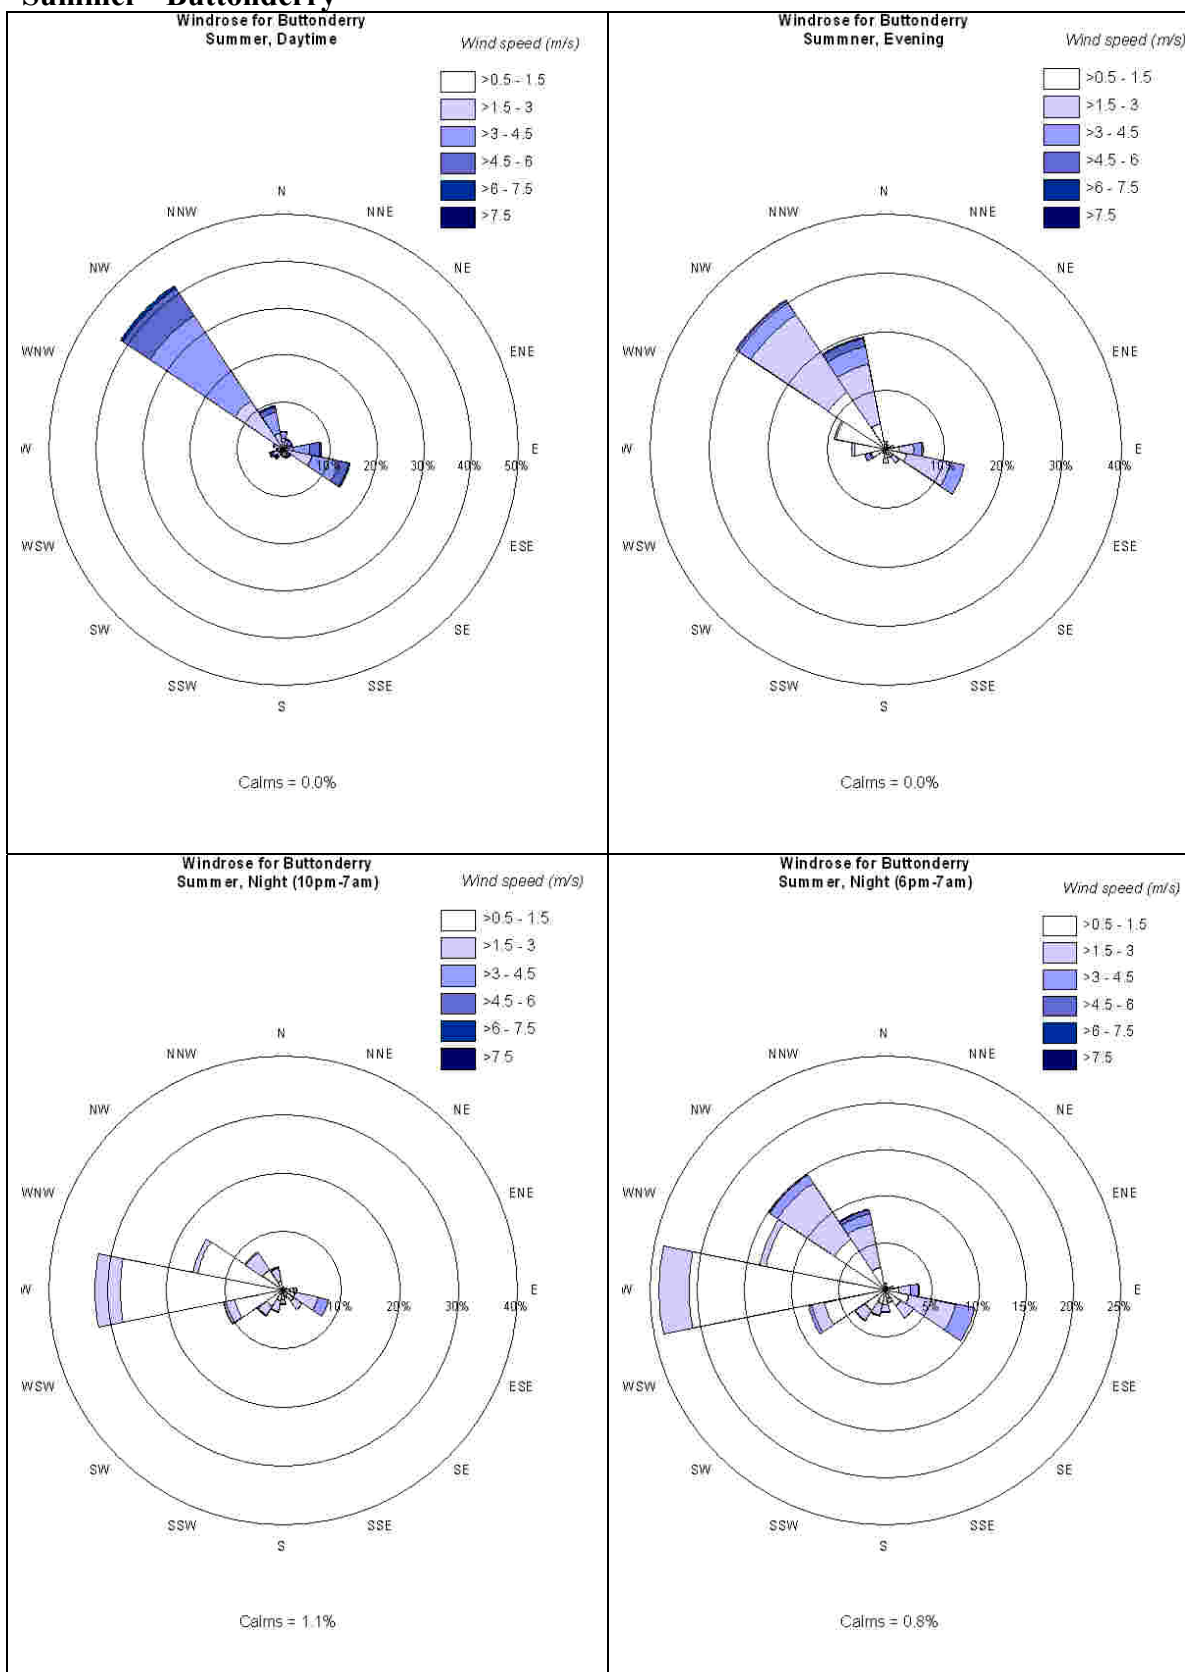 Summer – Buttonderry
Windrose for Buttonderry
Summer, Daytime
Wind speed (m/s)
>0.5 - 1.5
>1.5 - 3
>3 - 4.5
>4.5 - 6
>6 - 7.5
>7.5
N
NNW
NNE
NW
NE
WNW
ENE
W
E
10%
20%
30%
40%
50%
WSW
ESE
SW
SE
SSW
SSE
S
Calms = 0.0%
Windrose for Buttonderry
Summner, Evening
Wind speed (m/s)
>0.5 - 1.5
>1.5 - 3
>3 - 4.5
>4.5 - 6
>6 - 7.5
>7.5
N
NNW
NNE
NW
NE
WNW
ENE
W
E
10%
20%
30%
40%
WSW
ESE
SW
SE
SSW
SSE
S
Calms = 0.0%
Windrose for Buttonderry
Summer, Night (10pm-7am)
Wind speed (m/s)
>0.5 - 1.5
>1.5 - 3
>3 - 4.5
>4.5 - 6
>6 - 7.5
>7.5
N
NNW
NNE
NW
NE
WNW
ENE
W
E
10%
20%
30%
40%
WSW
ESE
SW
SE
SSW
SSE
S
Calms = 1.1%
Windrose for Buttonderry
Summer, Night (6pm-7am)
Wind speed (m/s)
>0.5 - 1.5
>1.5 - 3
>3 - 4.5
>4.5 - 6
>6 - 7.5
>7.5
N
NNW
NNE
NW
NE
WNW
ENE
W
E
5%
10%
15%
20%
25%
WSW
ESE
SW
SE
SSW
SSE
S
Calms = 0.8%